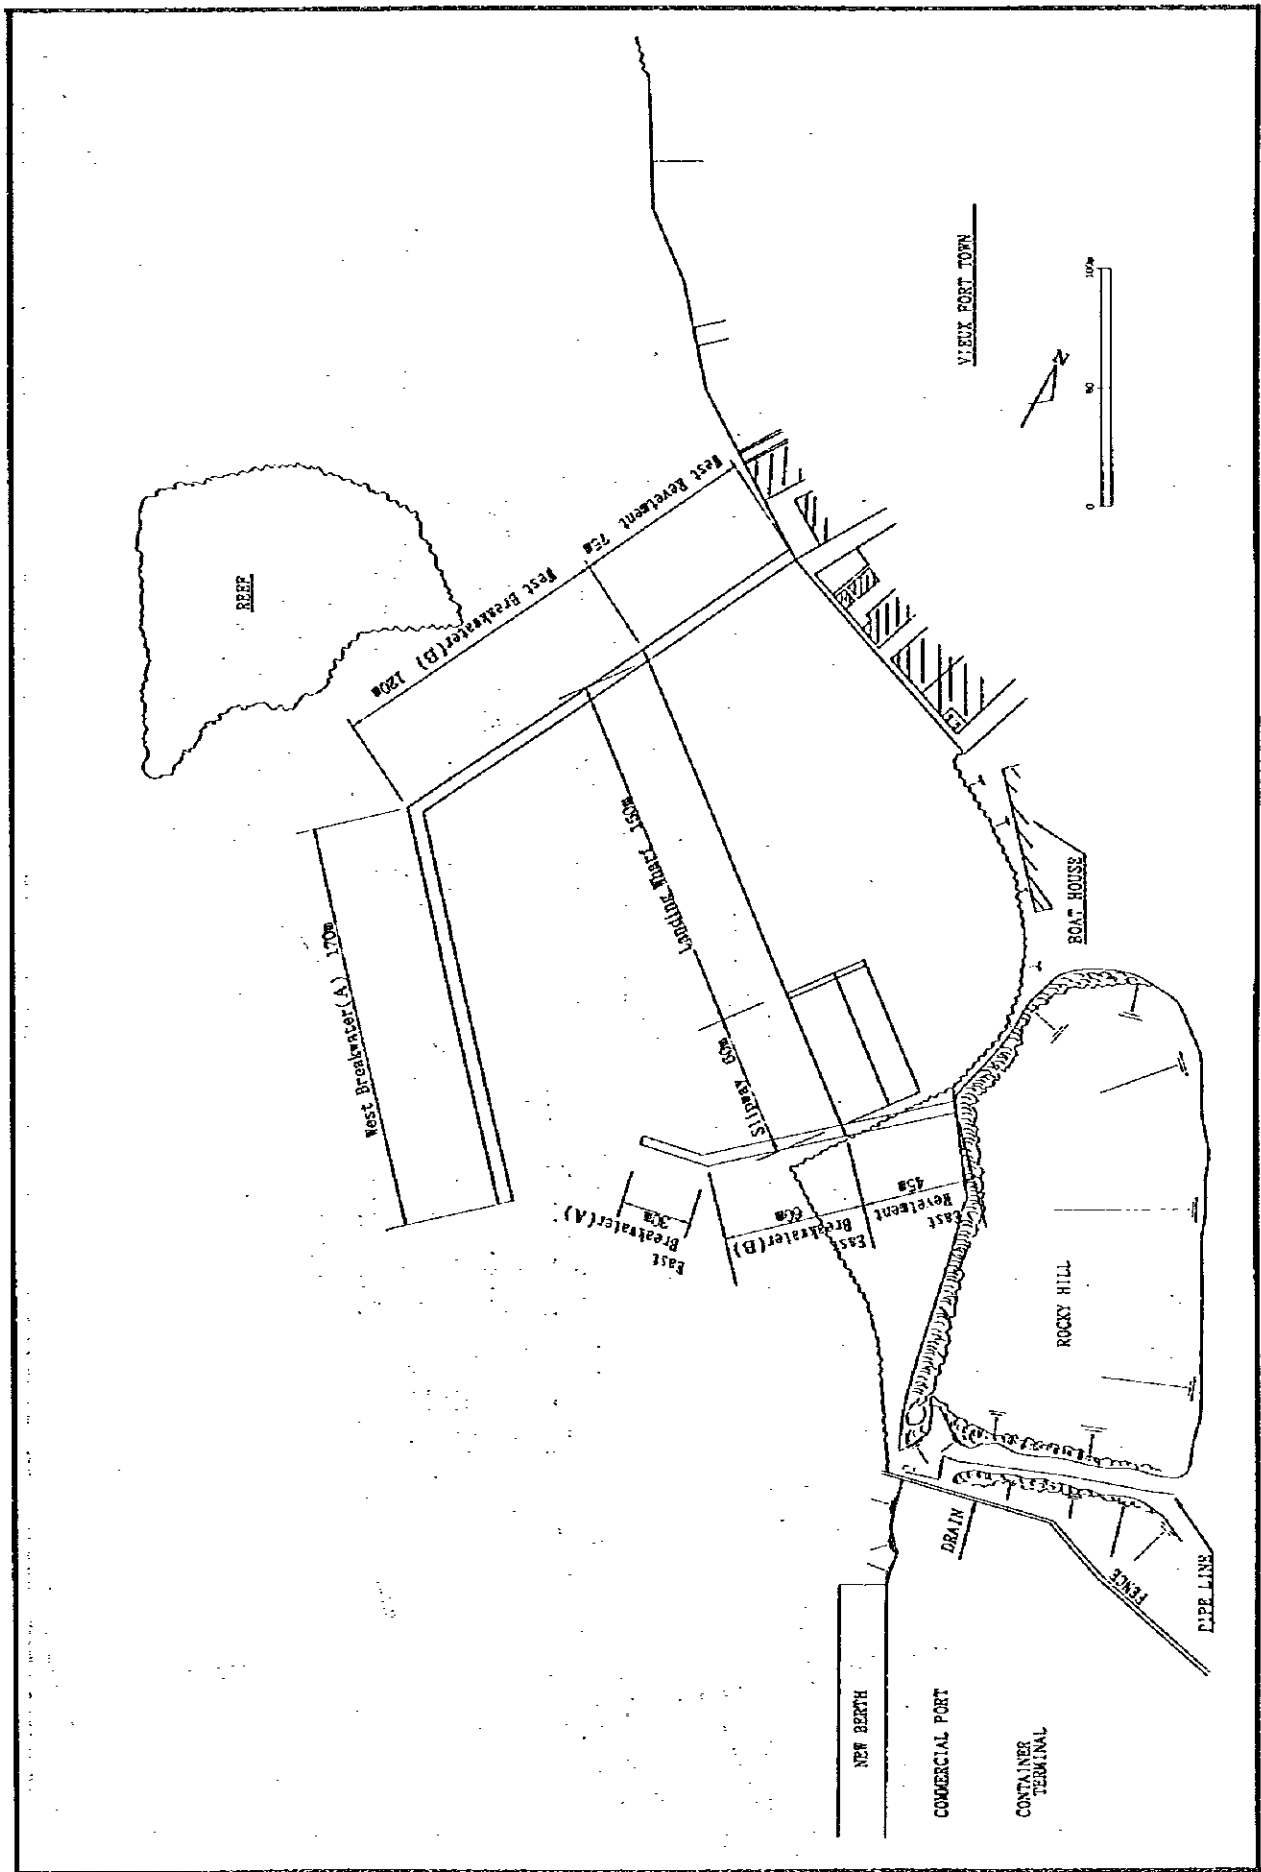 REEF
West Revetment
75m
West Breakwater(B) 120m
West Breakwater(A) 170m
Landing Wharf 150m
Slipway 60m
East
Breakwater(A)
30m
East
Breakwater(B)
60m
East
Revetment
45m
VIEUX FORT TOWN
N
0
50
100m
BOAT HOUSE
ROCKY HILL
DRAIN
FENCE
PIPE LINE
NEW BERTH
COMMERCIAL PORT
CONTAINER
TERMINAL